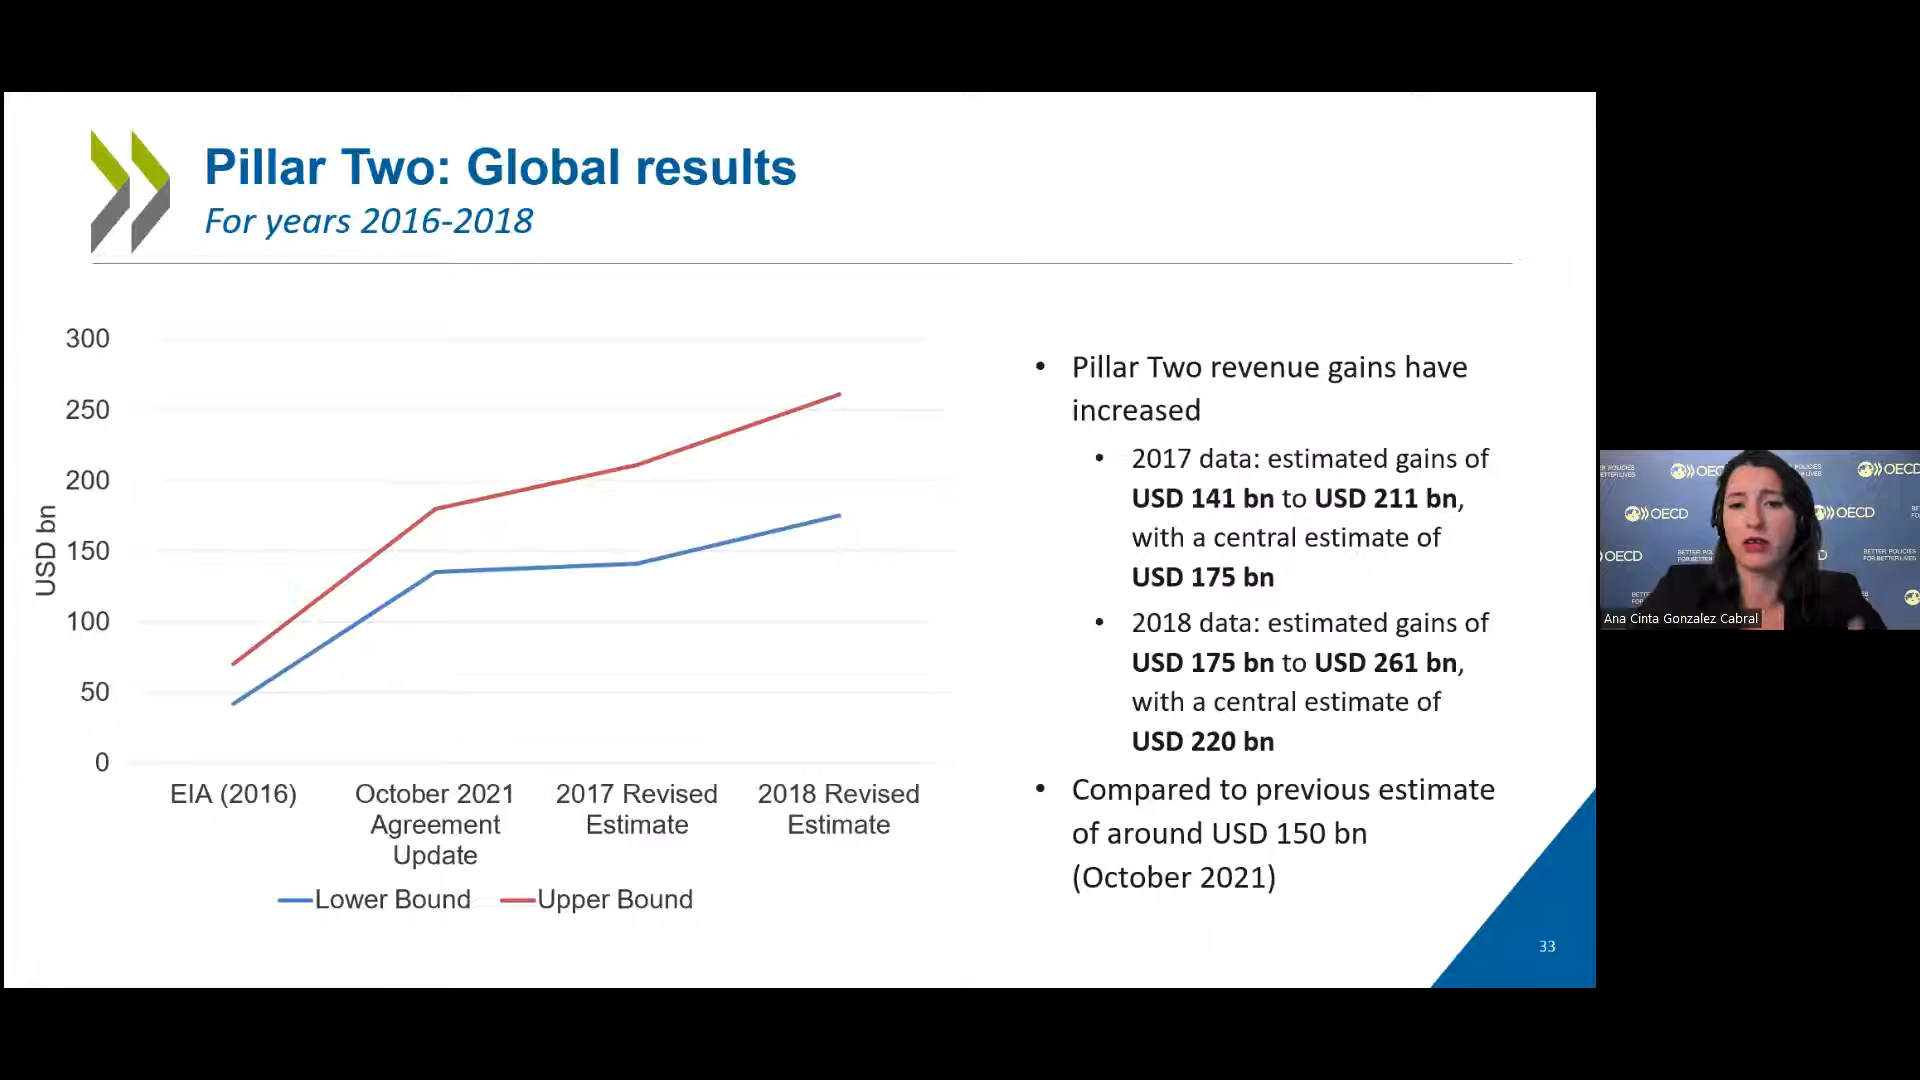 Pillar Two: Global results
For years 2016-2018
300
250
200
150
100
50
0
USD bn
EIA (2016)
October 2021
Agreement
Update
2017 Revised
Estimate
2018 Revised
Estimate
Lower Bound
Upper Bound
• Pillar Two revenue gains have
increased
• 2017 data: estimated gains of
USD 141 bn to USD 211 bn,
with a central estimate of
USD 175 bn
• 2018 data: estimated gains of
USD 175 bn to USD 261 bn,
with a central estimate of
USD 220 bn
• Compared to previous estimate
of around USD 150 bn
(October 2021)
33
OECD
OECD
OECD
OECD
BETTER POLICIES
FOR BETTER LIVES
Ana Cinta Gonzalez Cabral